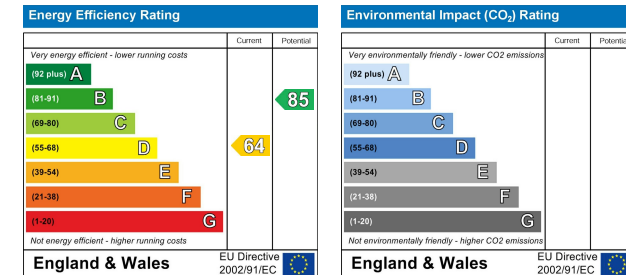 Energy Efficiency Rating
Current Potential
Very energy efficient - lower running costs
(92 plus) A
(81-91) B
85
(69-80) C
(55-68) D
64
(39-54) E
(21-38) F
(1-20) G
Not energy efficient - higher running costs
England & Wales
EU Directive
2002/91/EC
Environmental Impact (CO₂) Rating
Current Potential
Very environmentally friendly - lower CO2 emissions
(92 plus) A
(81-91) B
(69-80) C
(55-68) D
(39-54) E
(21-38) F
(1-20) G
Not environmentally friendly - higher CO2 emissions
England & Wales
EU Directive
2002/91/EC